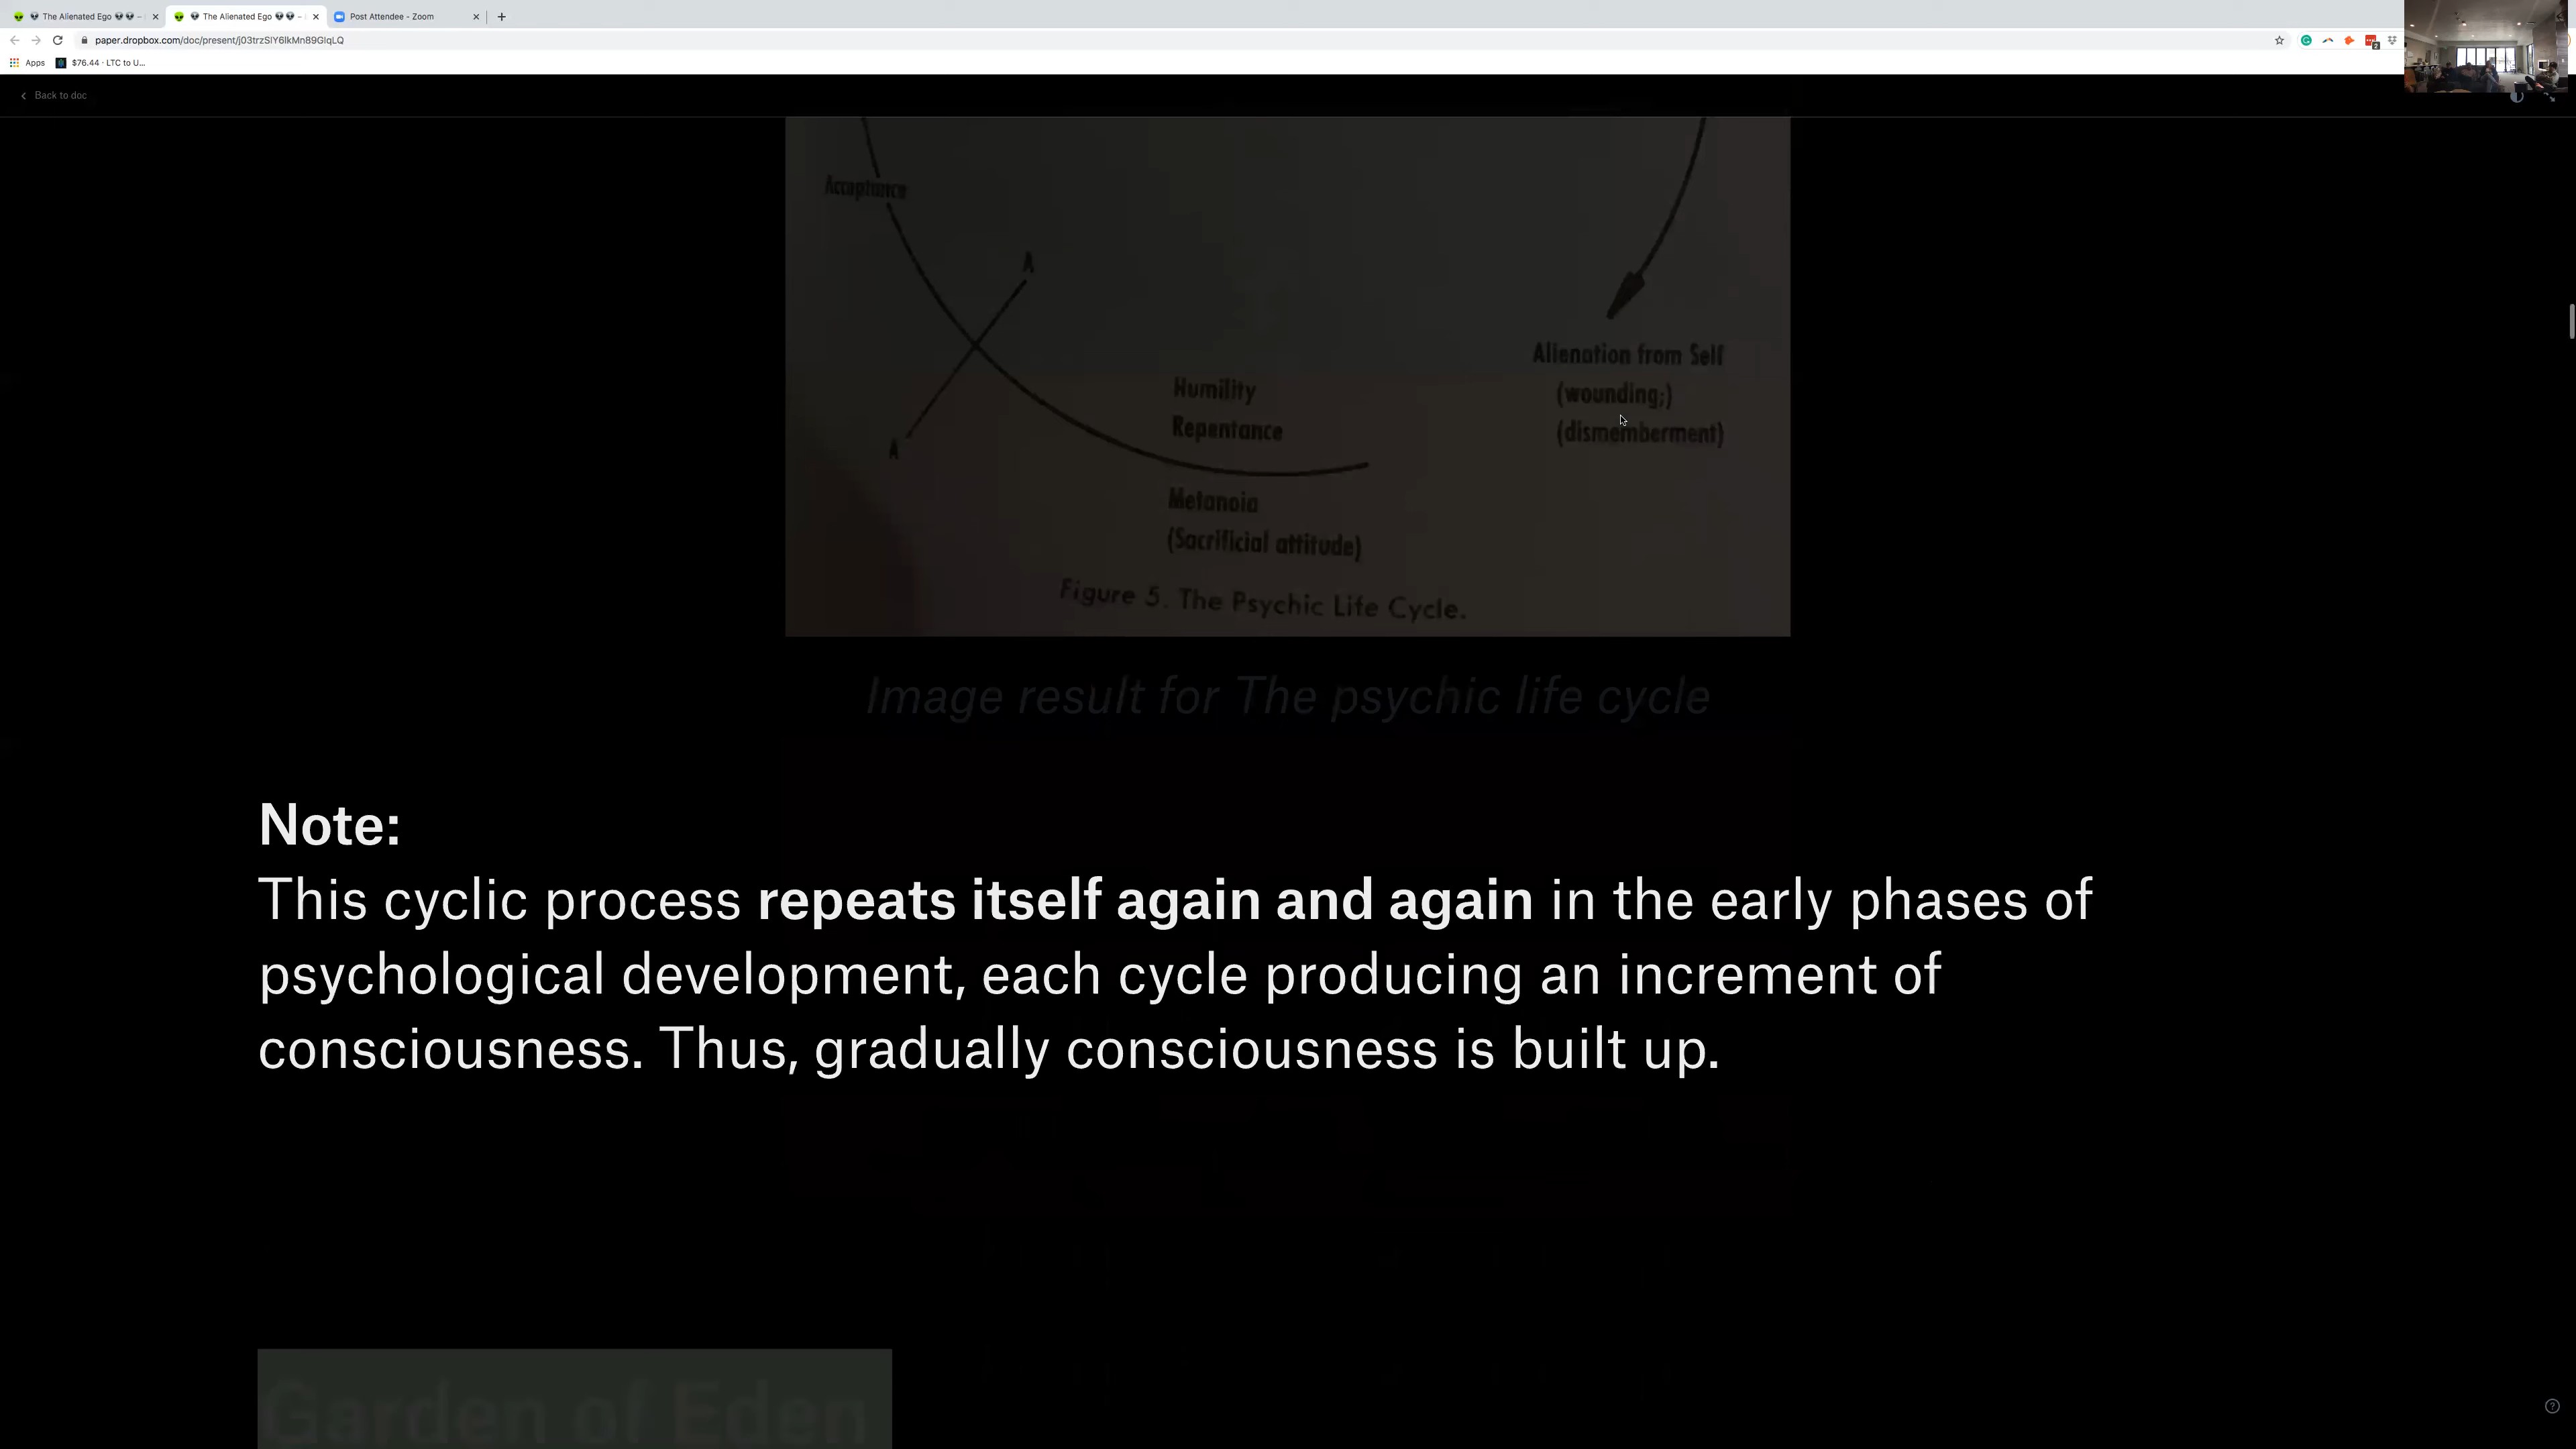 The Alienated Ego
The Alienated Ego
Post Attendee - Zoom
paper.dropbox.com/doc/present/j03trzSIY6lkMn89GlqLQ
Apps
$76.44 · LTC to U...
Back to doc
Acceptance
A
A
Humility
Repentance
Metanoia
(Sacrificial attitude)
Alienation from Self
(wounding;)
(dismemberment)
Figure 5. The Psychic Life Cycle.
Image result for The psychic life cycle
Note:
This cyclic process repeats itself again and again in the early phases of
psychological development, each cycle producing an increment of
consciousness. Thus, gradually consciousness is built up.
Garden of Eden